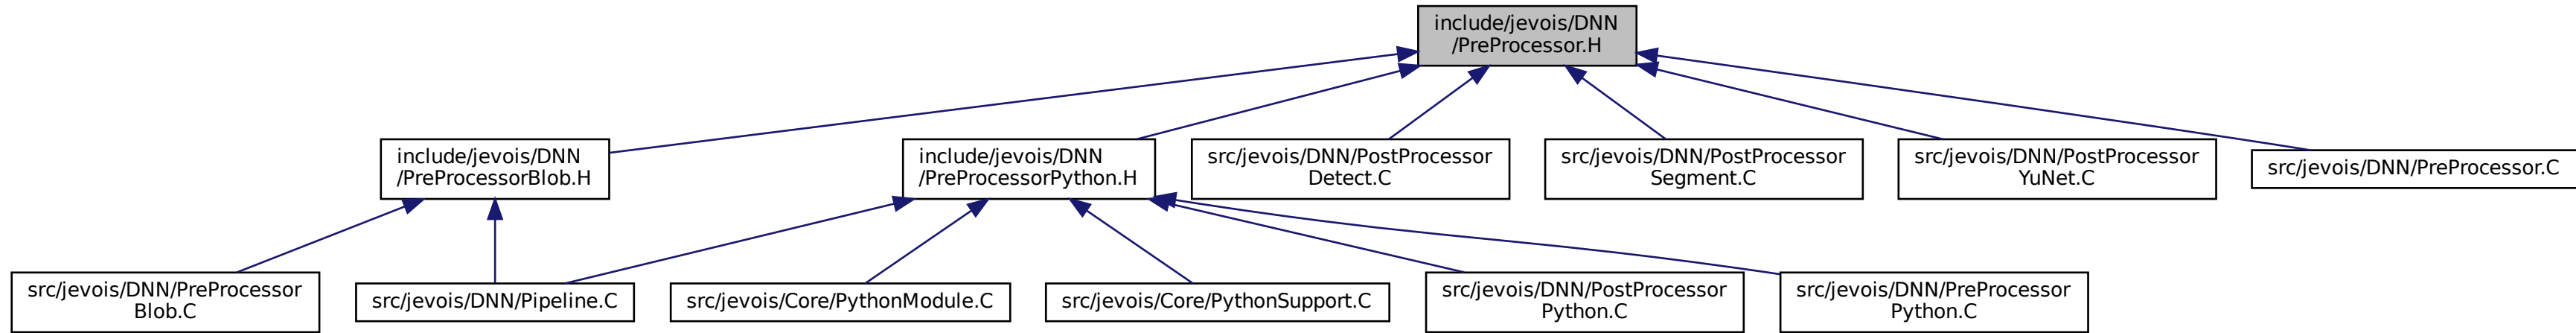 include/jevois/DNN
/PreProcessor.H
include/jevois/DNN
/PreProcessorBlob.H
include/jevois/DNN
/PreProcessorPython.H
src/jevois/DNN/PostProcessor
Detect.C
src/jevois/DNN/PostProcessor
Segment.C
src/jevois/DNN/PostProcessor
YuNet.C
src/jevois/DNN/PreProcessor.C
src/jevois/DNN/PreProcessor
Blob.C
src/jevois/DNN/Pipeline.C
src/jevois/Core/PythonModule.C
src/jevois/Core/PythonSupport.C
src/jevois/DNN/PostProcessor
Python.C
src/jevois/DNN/PreProcessor
Python.C